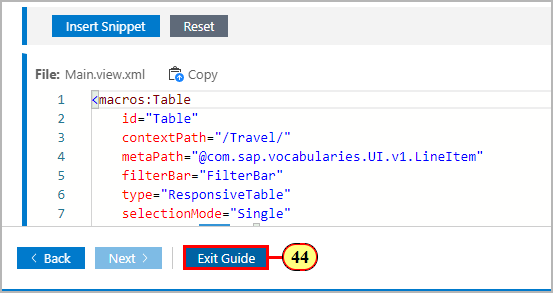 Insert Snippet Reset
File: Main.view.xml Copy
1 <macros:Table
2 id="Table"
3 contextPath="/Travel/"
4 metaPath="@com.sap.vocabularies.UI.v1.LineItem"
5 filterBar="FilterBar"
6 type="ResponsiveTable"
7 selectionMode="Single"
< Back Next > Exit Guide 44